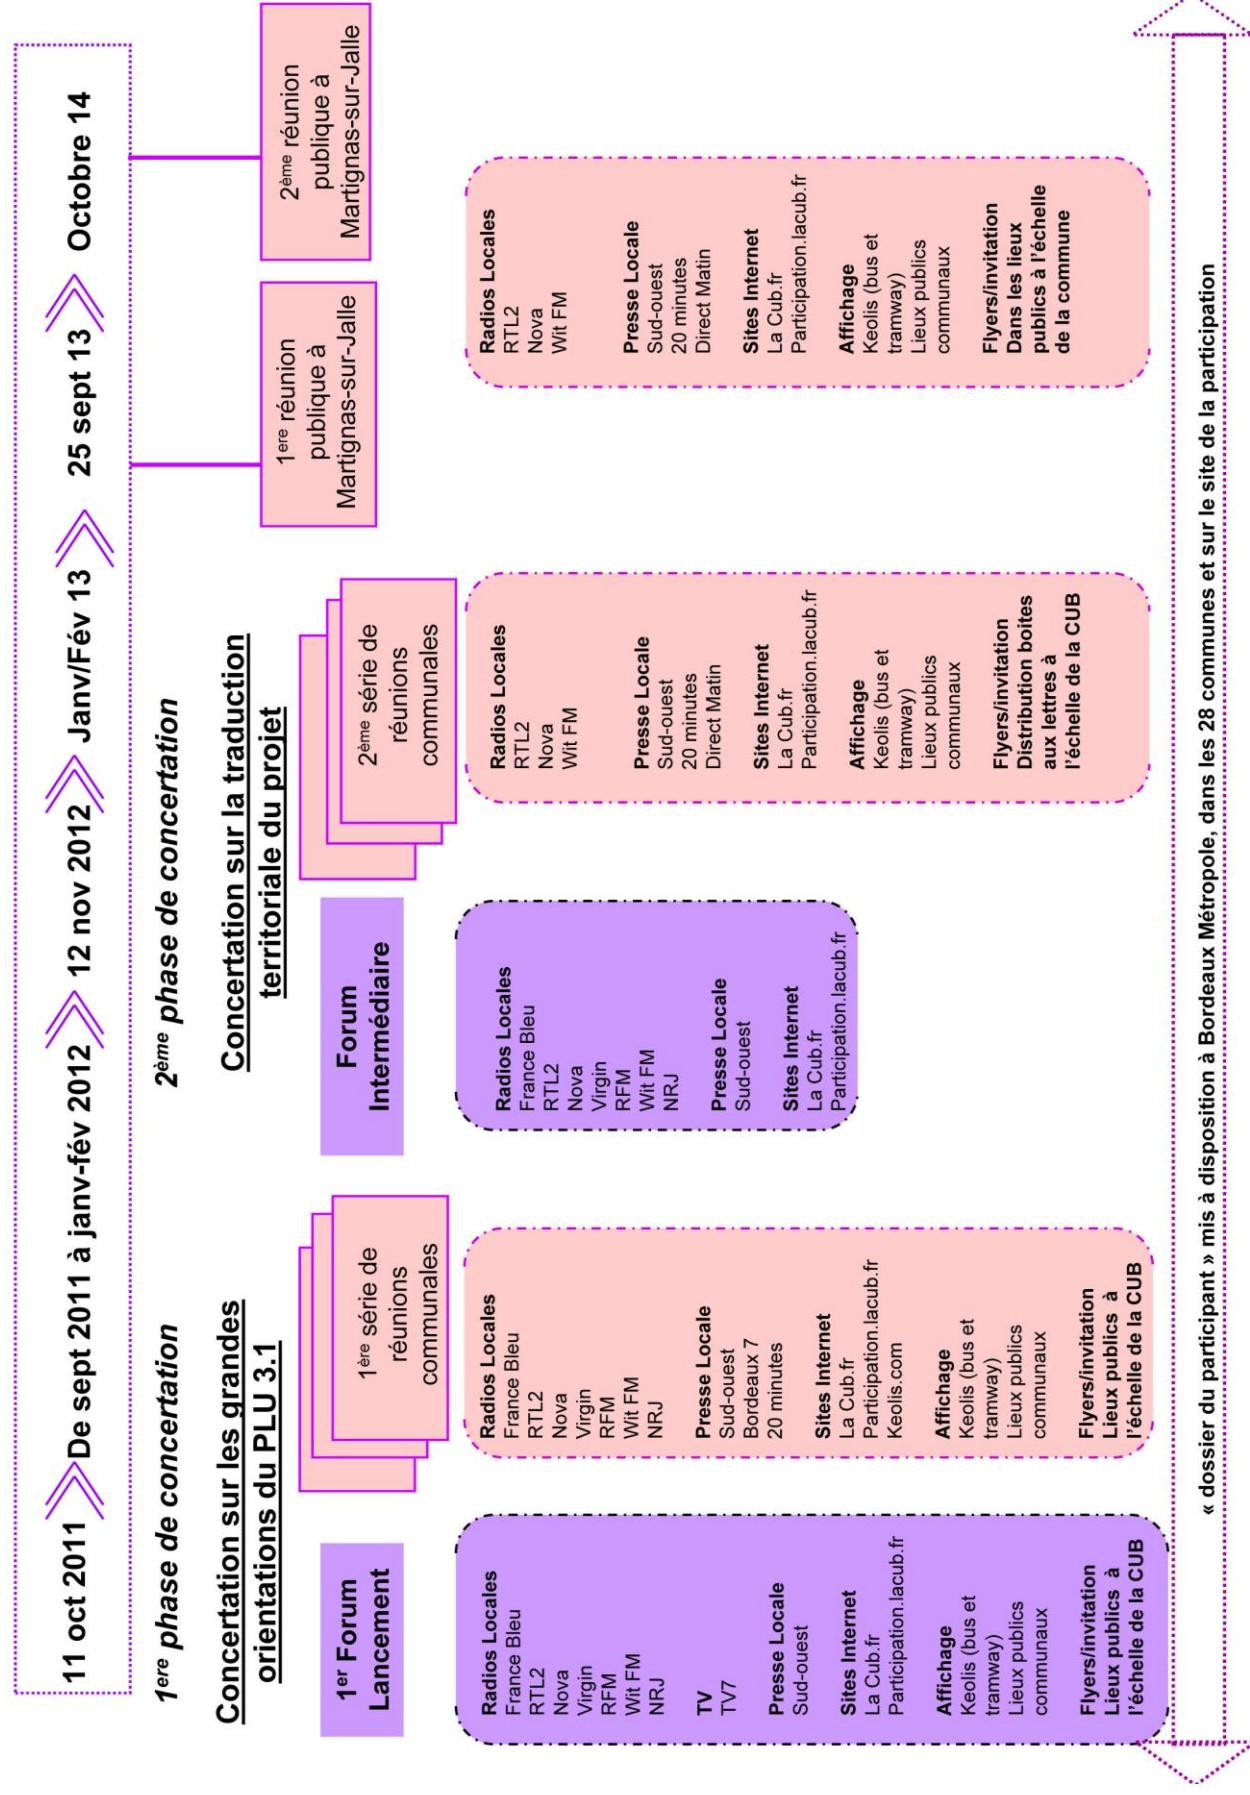 11 oct 2011
De sept 2011 à janv-fév 2012
12 nov 2012
Janv/Fév 13
25 sept 13
Octobre 14
1ere phase de concertation
Concertation sur les grandes
orientations du PLU 3.1
1er Forum
Lancement
Radios Locales
France Bleu
RTL2
Nova
Virgin
RFM
Wit FM
NRJ
TV
TV7
Presse Locale
Sud-ouest
Sites Internet
La Cub.fr
Participation.lacub.fr
Affichage
Keolis (bus et
tramway)
Lieux publics
communaux
Flyers/invitation
Lieux publics à
l'échelle de la CUB
1ère série de
réunions
communales
Radios Locales
France Bleu
RTL2
Nova
Virgin
RFM
Wit FM
NRJ
Presse Locale
Sud-ouest
Bordeaux 7
20 minutes
Sites Internet
La Cub.fr
Participation.lacub.fr
Keolis.com
Affichage
Keolis (bus et
tramway)
Lieux publics
communaux
Flyers/invitation
Lieux publics à
l'échelle de la CUB
2ème phase de concertation
Concertation sur la traduction
territoriale du projet
Forum
Intermédiaire
Radios Locales
France Bleu
RTL2
Nova
Virgin
RFM
Wit FM
NRJ
Presse Locale
Sud-ouest
Sites Internet
La Cub.fr
Participation.lacub.fr
2ème série de
réunions
communales
Radios Locales
RTL2
Nova
Wit FM
Presse Locale
Sud-ouest
20 minutes
Direct Matin
Sites Internet
La Cub.fr
Participation.lacub.fr
Affichage
Keolis (bus et
tramway)
Lieux publics
communaux
Flyers/invitation
Distribution boites
aux lettres à
l'échelle de la CUB
1ere réunion
publique à
Martignas-sur-Jalle
2ème réunion
publique à
Martignas-sur-Jalle
Radios Locales
RTL2
Nova
Wit FM
Presse Locale
Sud-ouest
20 minutes
Direct Matin
Sites Internet
La Cub.fr
Participation.lacub.fr
Affichage
Keolis (bus et
tramway)
Lieux publics
communaux
Flyers/invitation
Dans les lieux
publics à l'échelle
de la commune
« dossier du participant » mis à disposition à Bordeaux Métropole, dans les 28 communes et sur le site de la participation